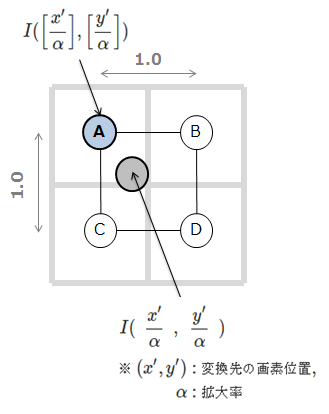 I([x′/α],[y′/α])
1.0
A
B
1.0
C
D
I( x′/α , y′/α )
※ (x′,y′) : 変換先の画素位置,
α : 拡大率